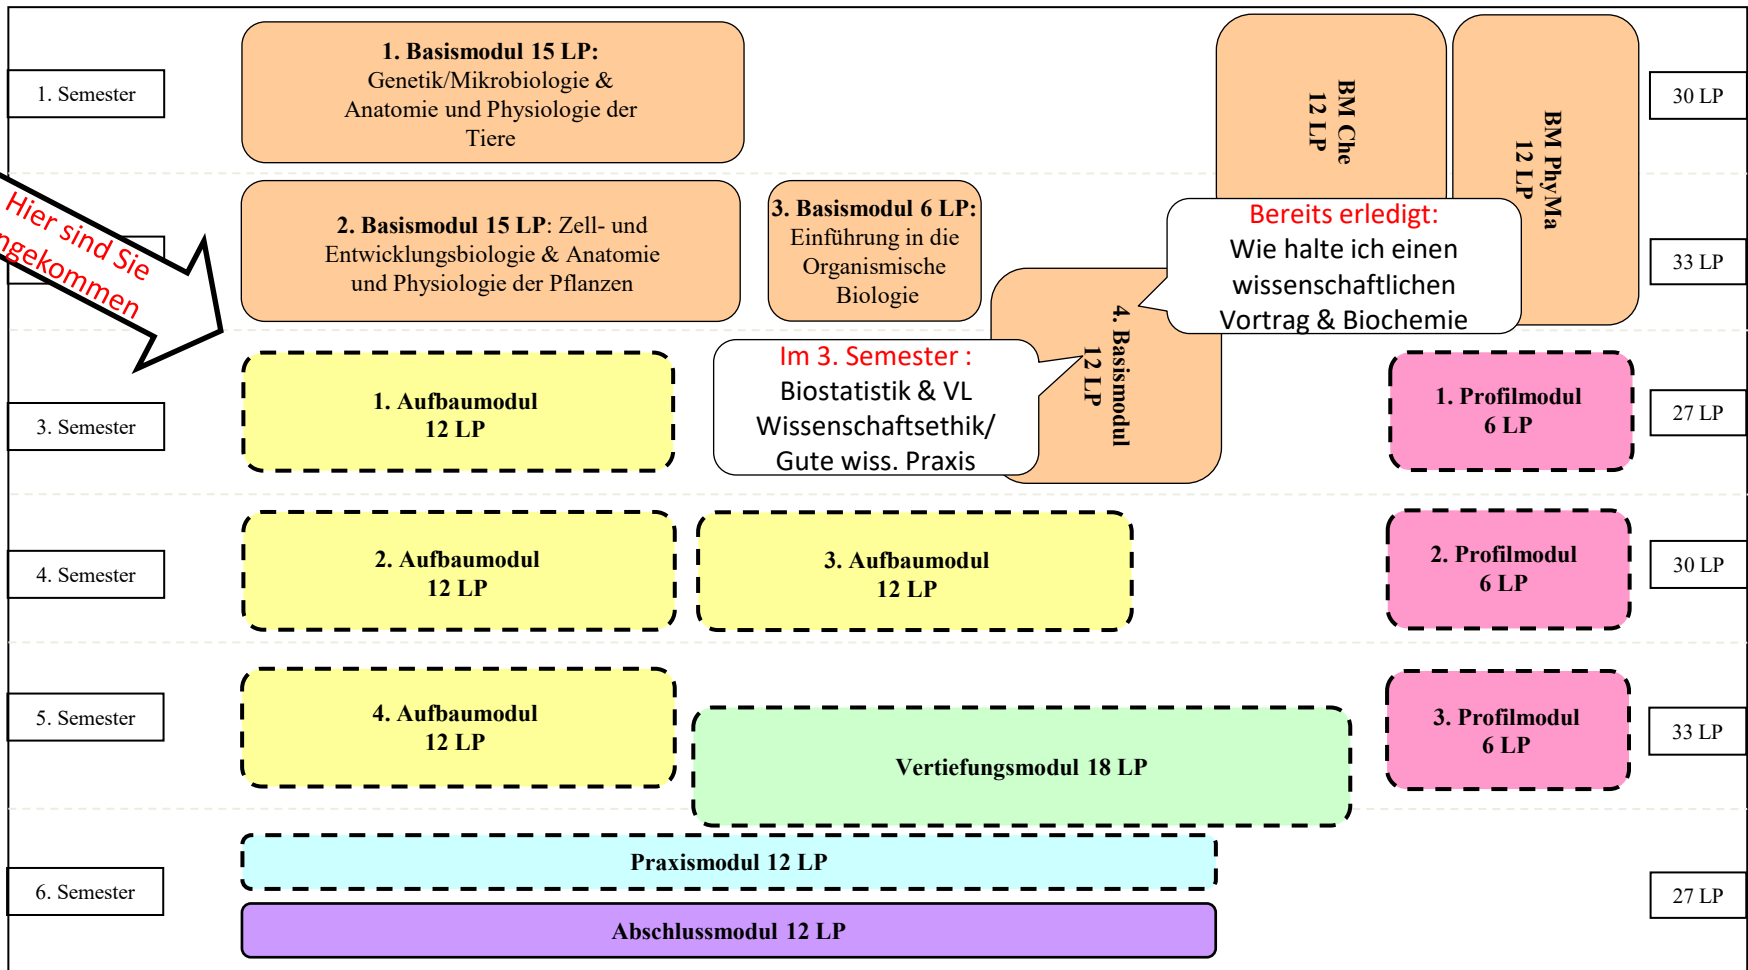 1. Semester
1. Basismodul 15 LP:
Genetik/Mikrobiologie &
Anatomie und Physiologie der
Tiere
BM Che
12 LP
BM PhyMa
12 LP
30 LP
Hier sind Sie
angekommen
2. Basismodul 15 LP: Zell- und
Entwicklungsbiologie & Anatomie
und Physiologie der Pflanzen
3. Basismodul 6 LP:
Einführung in die
Organismische
Biologie
4. Basismodul
12 LP
Bereits erledigt:
Wie halte ich einen
wissenschaftlichen
Vortrag & Biochemie
33 LP
3. Semester
1. Aufbaumodul
12 LP
Im 3. Semester :
Biostatistik & VL
Wissenschaftsethik/
Gute wiss. Praxis
1. Profilmodul
6 LP
27 LP
4. Semester
2. Aufbaumodul
12 LP
3. Aufbaumodul
12 LP
2. Profilmodul
6 LP
30 LP
5. Semester
4. Aufbaumodul
12 LP
Vertiefungsmodul 18 LP
3. Profilmodul
6 LP
33 LP
6. Semester
Praxismodul 12 LP
Abschlussmodul 12 LP
27 LP